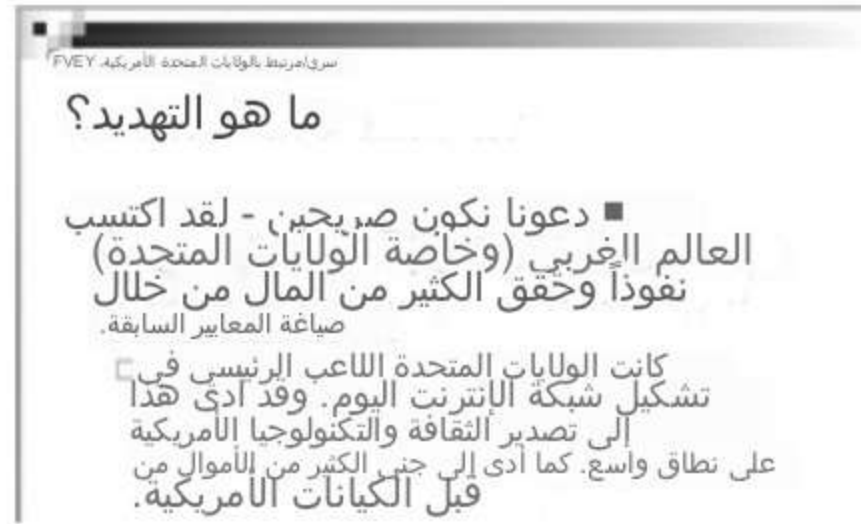 سري/مرتبط بالولايات المتحدة الأمريكية، FVEY
ما هو التهديد؟
دعونا نكون صريحين - لقد اكتسب
العالم االغربي (وخاصة الولايات المتحدة)
نفوذاً وحقق الكثير من المال من خلال
صياغة المعايير السابقة.
كانت الولايات المتحدة اللاعب الرئيسي في
تشكيل شبكة الإنترنت اليوم. وقد أدى هذا
إلى تصدير الثقافة والتكنولوجيا الأمريكية
على نطاق واسع. كما أدى إلى جني الكثير من الأموال من
قبل الكيانات الأمريكية.